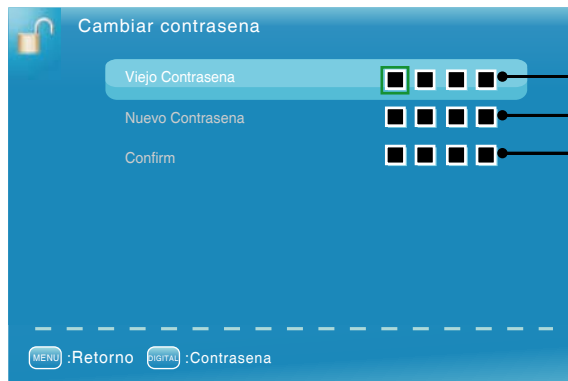 Cambiar contrasena
Viejo Contrasena
Nuevo Contrasena
Confirm
MENU :Retorno DIGITAL :Contrasena